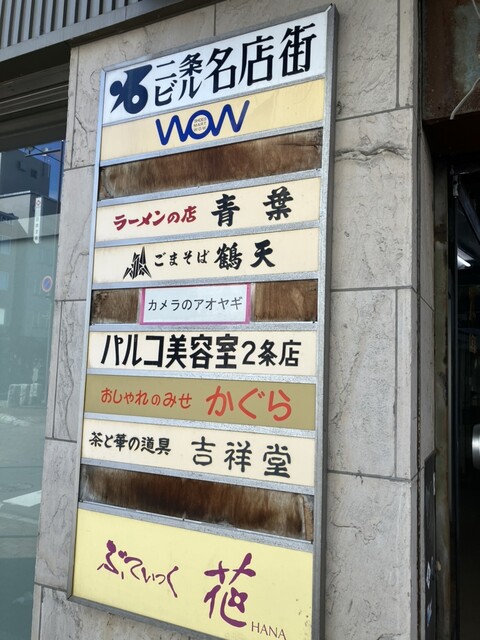 二条ビル 名店街
WOW
ラーメンの店 青葉
ごまそば 鶴天
カメラのアオヤギ
パルコ美容室2条店
おしゃれのみせ かぐら
茶と華の道具 吉祥堂
ぶてぃっく 花 HANA